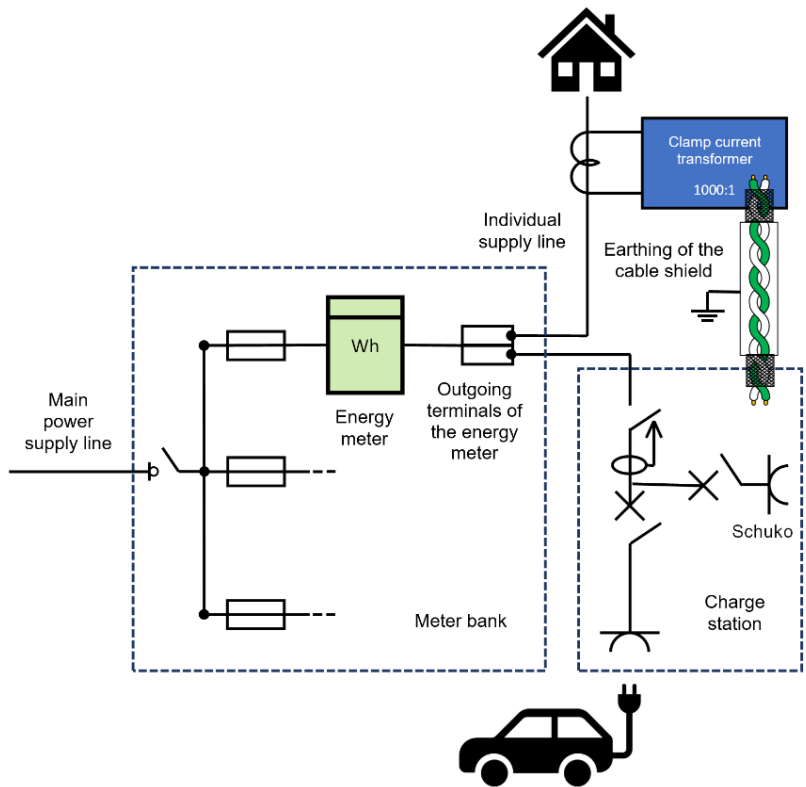 Clamp current
transformer
1000:1
Individual
supply line
Earthing of the
cable shield
Main
power
supply line
Wh
Energy
meter
Outgoing
terminals of
the energy
meter
Meter bank
Schuko
Charge
station